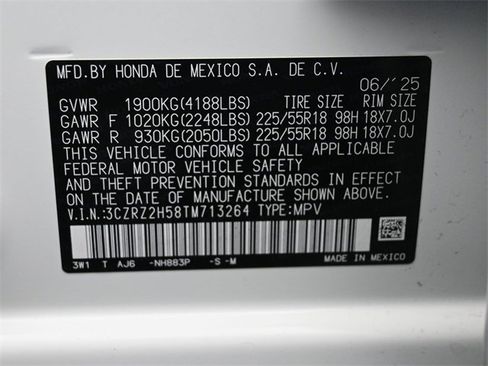 MFD.BY HONDA DE MEXICO S.A. DE C.V.
06/'25
GVWR 1900KG(4188LBS) TIRE SIZE RIM SIZE
GAWR F 1020KG(2248LBS) 225/55R18 98H 18X7.0J
GAWR R 930KG(2050LBS) 225/55R18 98H 18X7.0J
THIS VEHICLE CONFORMS TO ALL APPLICABLE
FEDERAL MOTOR VEHICLE SAFETY
AND THEFT PREVENTION STANDARDS IN EFFECT
ON THE DATE OF MANUFACTURE SHOWN ABOVE.
V.I.N:3CZRZ2H58TM713264 TYPE:MPV
3W1 T AJ6 -NH883P -S -M
MADE IN MEXICO